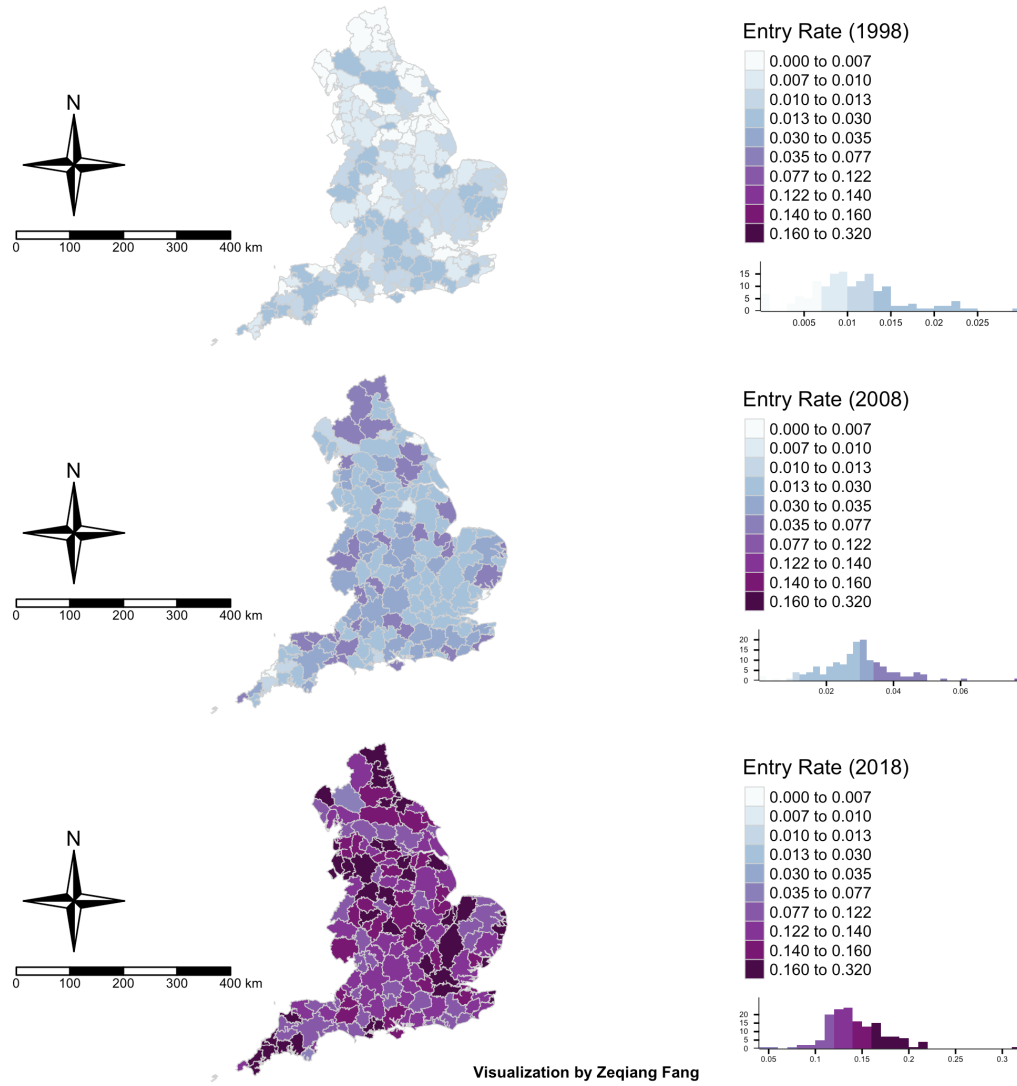 Entry Rate (1998)
0.000 to 0.007
0.007 to 0.010
0.010 to 0.013
0.013 to 0.030
0.030 to 0.035
0.035 to 0.077
0.077 to 0.122
0.122 to 0.140
0.140 to 0.160
0.160 to 0.320
N
0 100 200 300 400 km
15
10
5
0
0.005 0.01 0.015 0.02 0.025
Entry Rate (2008)
0.000 to 0.007
0.007 to 0.010
0.010 to 0.013
0.013 to 0.030
0.030 to 0.035
0.035 to 0.077
0.077 to 0.122
0.122 to 0.140
0.140 to 0.160
0.160 to 0.320
N
0 100 200 300 400 km
20
15
10
5
0
0.02 0.04 0.06
Entry Rate (2018)
0.000 to 0.007
0.007 to 0.010
0.010 to 0.013
0.013 to 0.030
0.030 to 0.035
0.035 to 0.077
0.077 to 0.122
0.122 to 0.140
0.140 to 0.160
0.160 to 0.320
N
0 100 200 300 400 km
20
15
10
5
0
0.05 0.1 0.15 0.2 0.25 0.3
Visualization by Zeqiang Fang